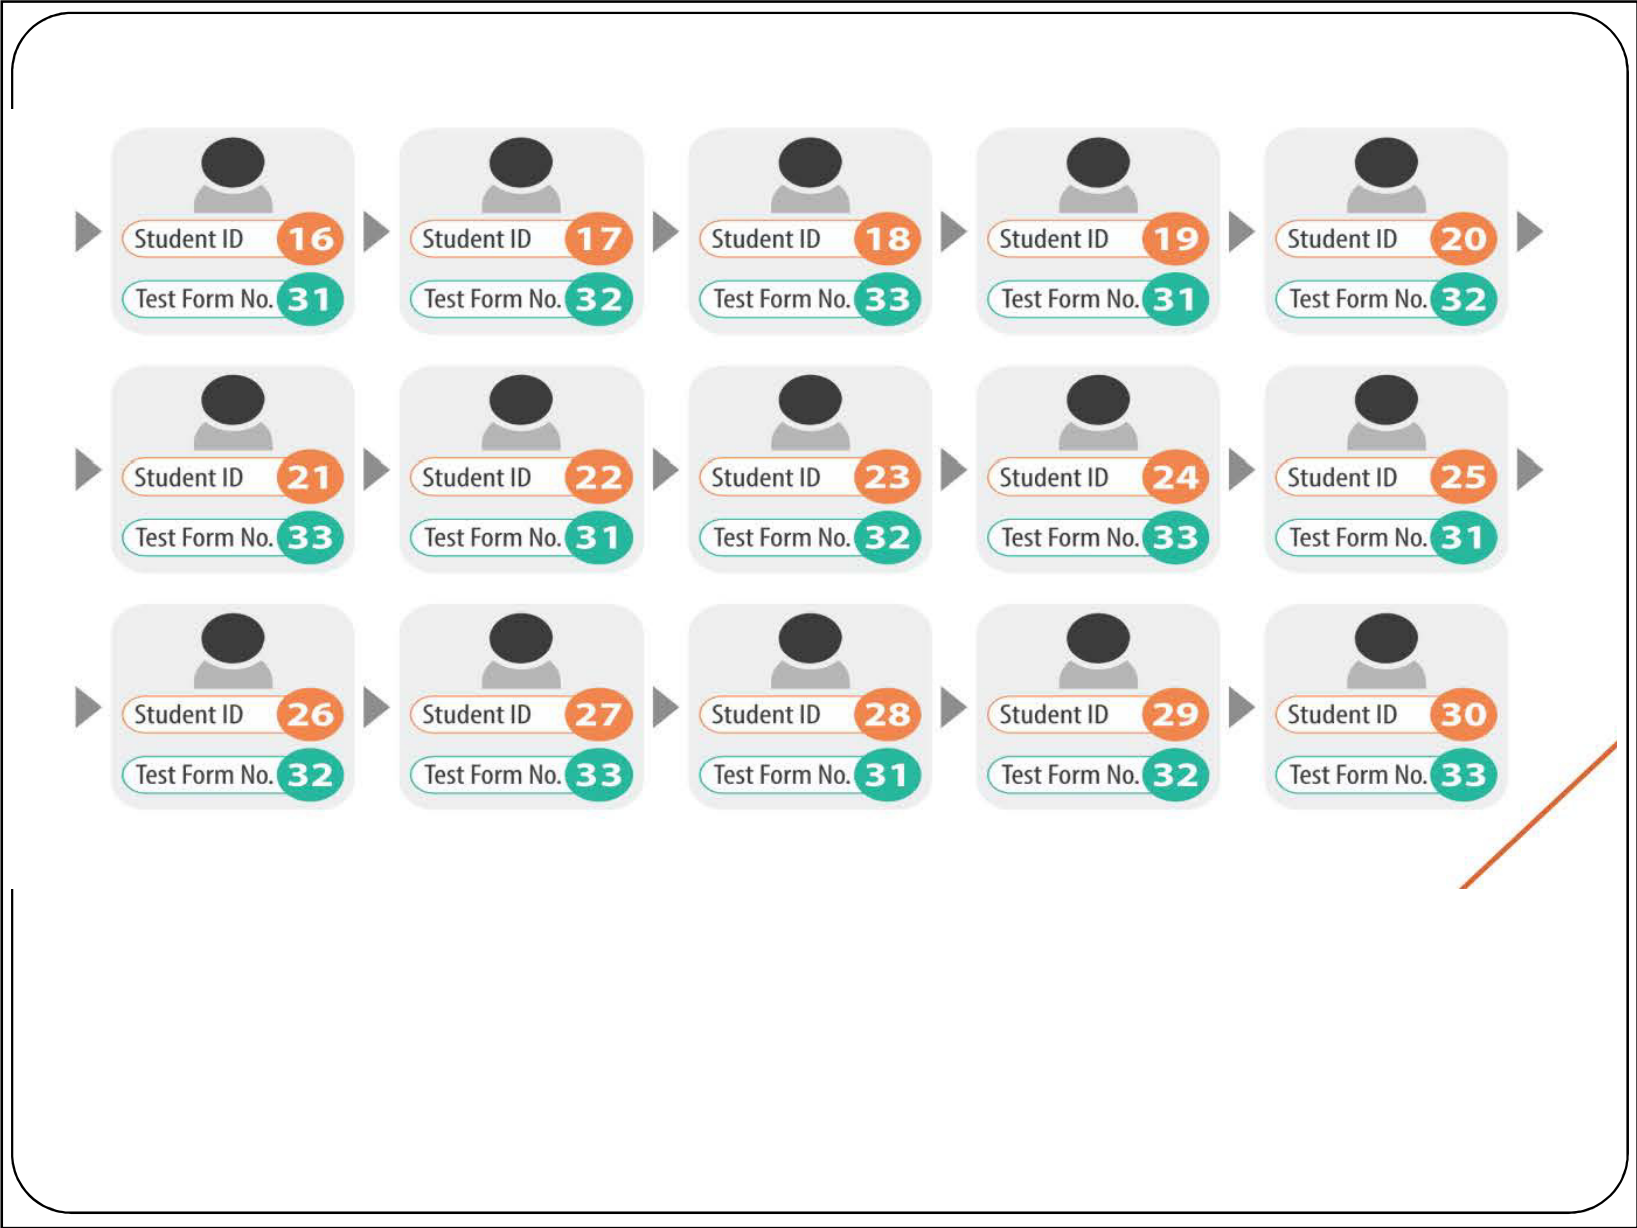 Student ID 16 Student ID 17 Student ID 18 Student ID 19 Student ID 20
Test Form No. 31 Test Form No. 32 Test Form No. 33 Test Form No. 31 Test Form No. 32
Student ID 21 Student ID 22 Student ID 23 Student ID 24 Student ID 25
Test Form No. 33 Test Form No. 31 Test Form No. 32 Test Form No. 33 Test Form No. 31
Student ID 26 Student ID 27 Student ID 28 Student ID 29 Student ID 30
Test Form No. 32 Test Form No. 33 Test Form No. 31 Test Form No. 32 Test Form No. 33